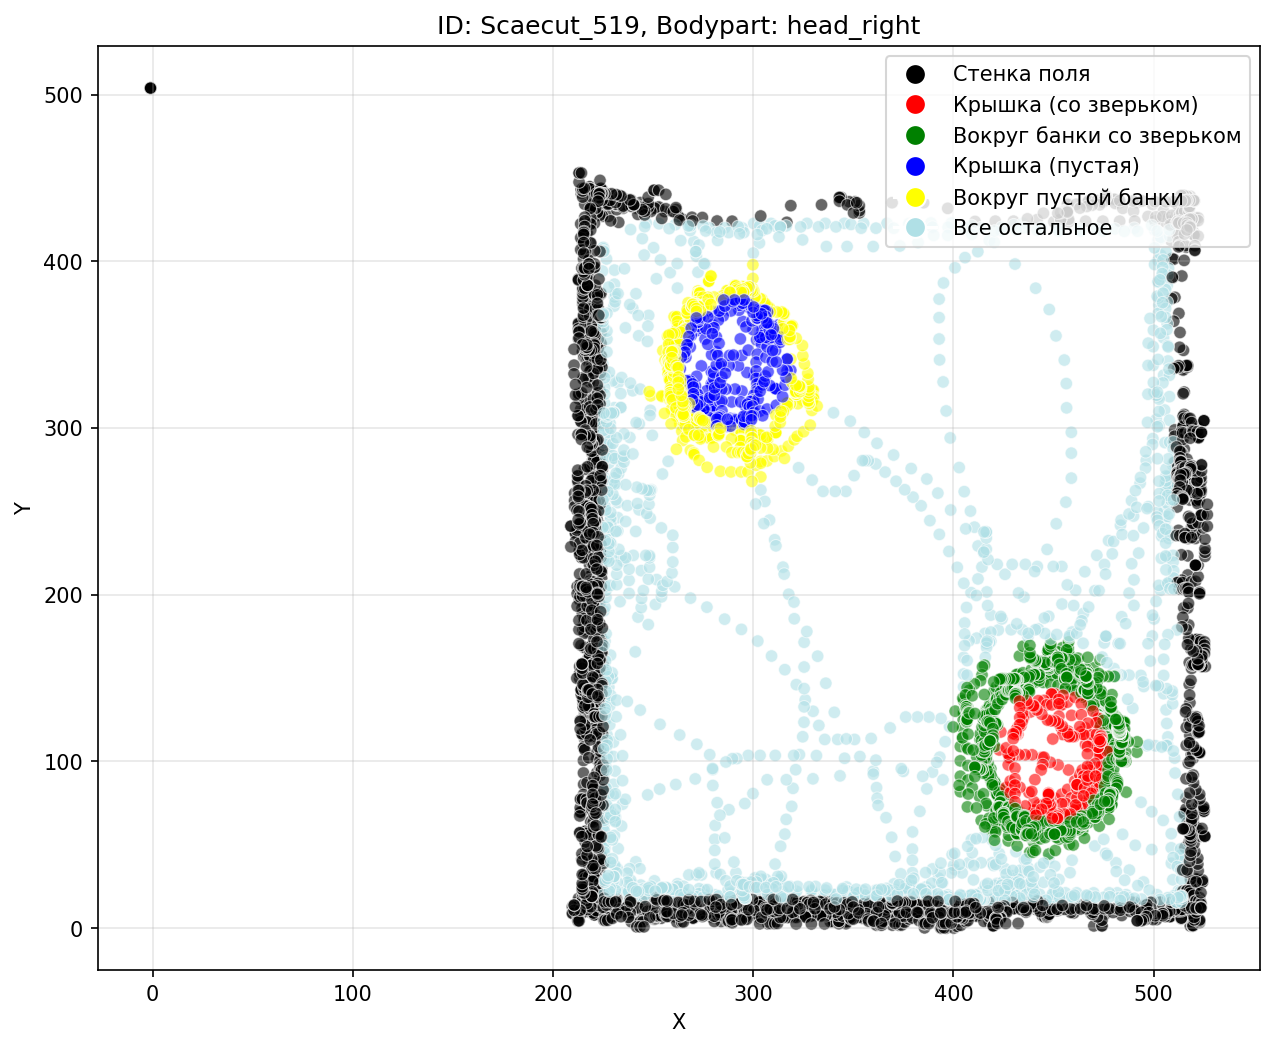 ID: Scaecut_519, Bodypart: head_right
Стенка поля
Крышка (со зверьком)
Вокруг банки со зверьком
Крышка (пустая)
Вокруг пустой банки
Все остальное
500
400
300
200
100
0
Y
0 100 200 300 400 500
X